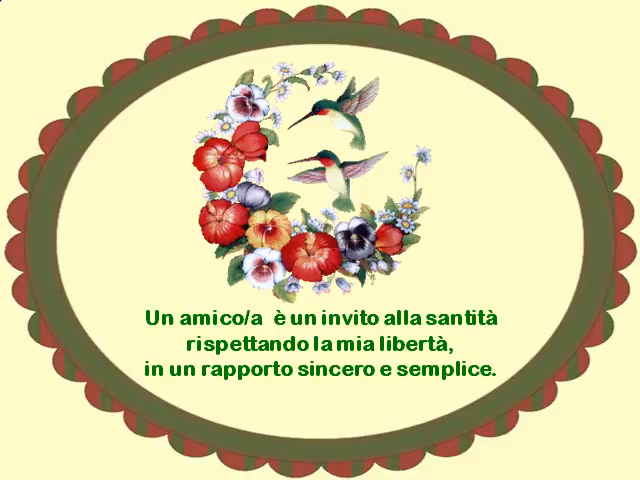 Un amico/a è un invito alla santità
rispettando la mia libertà,
in un rapporto sincero e semplice.